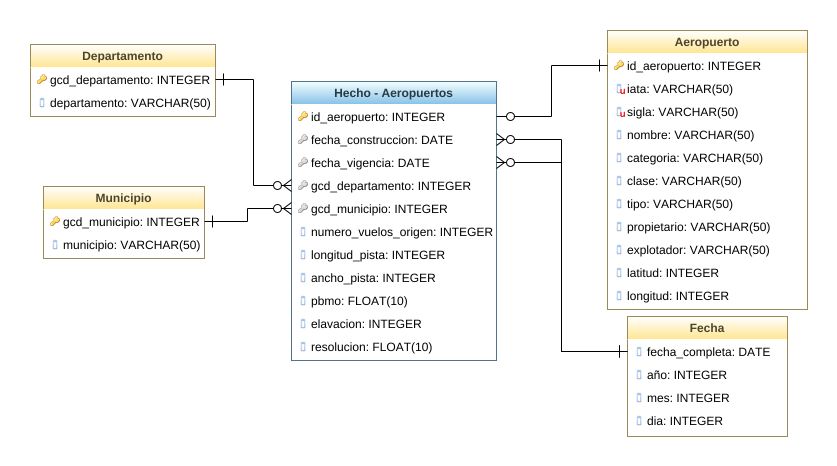 Departamento
gcd_departamento: INTEGER
departamento: VARCHAR(50)
Municipio
gcd_municipio: INTEGER
municipio: VARCHAR(50)
Hecho - Aeropuertos
id_aeropuerto: INTEGER
fecha_construccion: DATE
fecha_vigencia: DATE
gcd_departamento: INTEGER
gcd_municipio: INTEGER
numero_vuelos_origen: INTEGER
longitud_pista: INTEGER
ancho_pista: INTEGER
pbmo: FLOAT(10)
elavacion: INTEGER
resolucion: FLOAT(10)
Aeropuerto
id_aeropuerto: INTEGER
iata: VARCHAR(50)
sigla: VARCHAR(50)
nombre: VARCHAR(50)
categoria: VARCHAR(50)
clase: VARCHAR(50)
tipo: VARCHAR(50)
propietario: VARCHAR(50)
explotador: VARCHAR(50)
latitud: INTEGER
longitud: INTEGER
Fecha
fecha_completa: DATE
año: INTEGER
mes: INTEGER
dia: INTEGER